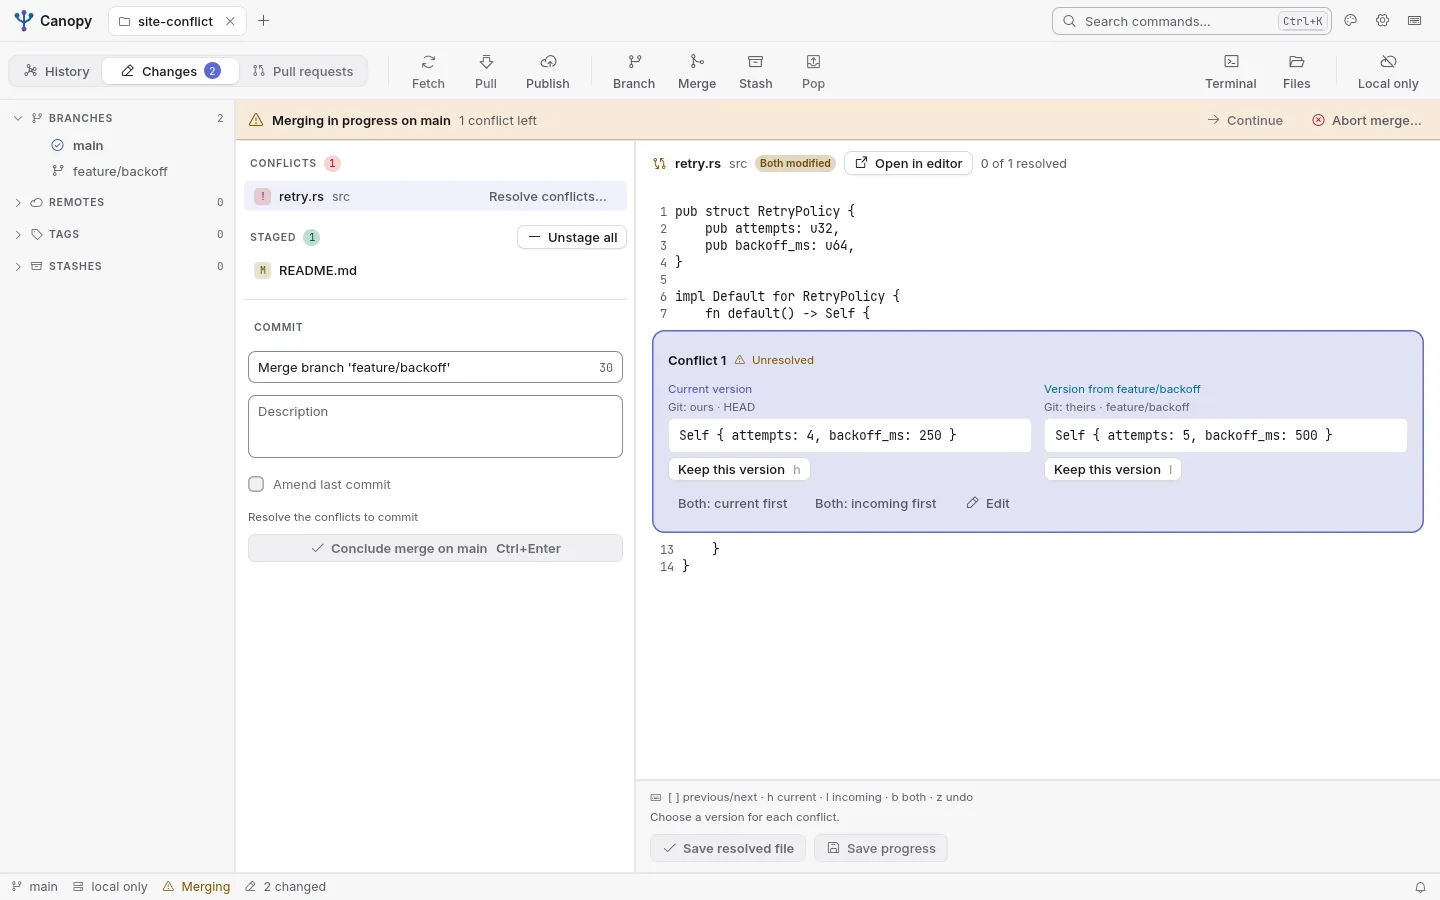 Canopy
site-conflict
Search commands...
Ctrl+K
History
Changes 2
Pull requests
Fetch
Pull
Publish
Branch
Merge
Stash
Pop
Terminal
Files
Local only
BRANCHES 2
main
feature/backoff
REMOTES 0
TAGS 0
STASHES 0
Merging in progress on main 1 conflict left
Continue
Abort merge...
CONFLICTS 1
! retry.rs src Resolve conflicts...
STAGED 1
Unstage all
M README.md
COMMIT
Merge branch 'feature/backoff' 30
Description
Amend last commit
Resolve the conflicts to commit
Conclude merge on main Ctrl+Enter
retry.rs src Both modified Open in editor 0 of 1 resolved
1 pub struct RetryPolicy {
2 pub attempts: u32,
3 pub backoff_ms: u64,
4 }
5
6 impl Default for RetryPolicy {
7 fn default() -> Self {
Conflict 1 Unresolved
Current version
Git: ours · HEAD
Self { attempts: 4, backoff_ms: 250 }
Keep this version h
Version from feature/backoff
Git: theirs · feature/backoff
Self { attempts: 5, backoff_ms: 500 }
Keep this version l
Both: current first
Both: incoming first
Edit
13 }
14 }
[ ] previous/next · h current · l incoming · b both · z undo
Choose a version for each conflict.
Save resolved file
Save progress
main
local only
Merging
2 changed